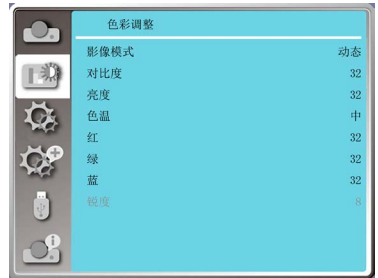 色彩调整
影像模式 动态
对比度 32
亮度 32
色温 中
红 32
绿 32
蓝 32
锐度 8